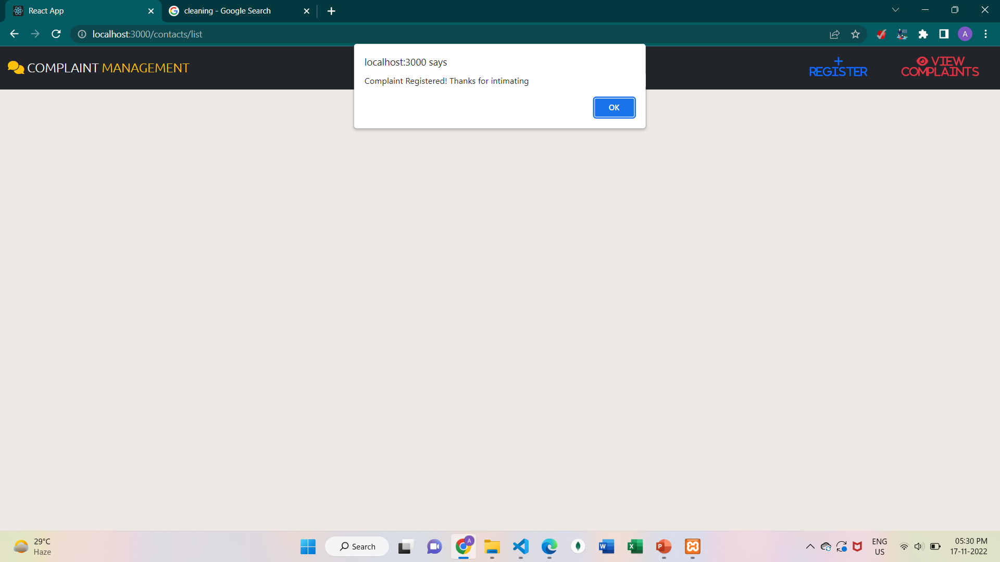 React App
cleaning - Google Search
localhost:3000/contacts/list
A
COMPLAINT MANAGEMENT
localhost:3000 says
Complaint Registered! Thanks for intimating
OK
REGISTER
VIEW
COMPLAINTS
29°C
Haze
Search
A
W
X
P
ENG
US
05:30 PM
17-11-2022